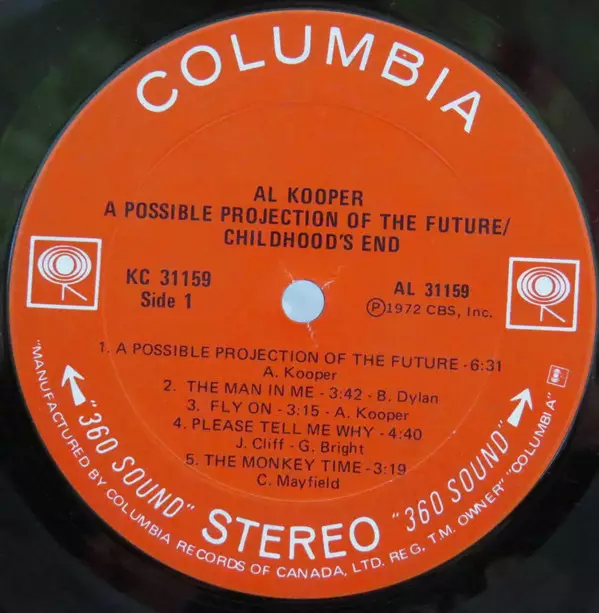 COLUMBIA
AL KOOPER
A POSSIBLE PROJECTION OF THE FUTURE/
CHILDHOOD'S END
KC 31159
Side 1
AL 31159
Ⓟ1972 CBS, Inc.
1. A POSSIBLE PROJECTION OF THE FUTURE - 6:31
A. Kooper
2. THE MAN IN ME - 3:42 - B. Dylan
3. FLY ON - 3:15 - A. Kooper
4. PLEASE TELL ME WHY - 4:40
J. Cliff - G. Bright
5. THE MONKEY TIME - 3:19
C. Mayfield
"360 SOUND" STEREO "360 SOUND"
"MANUFACTURED BY COLUMBIA RECORDS OF CANADA, LTD. REG. T.M. OWNER" "COLUMBIA"